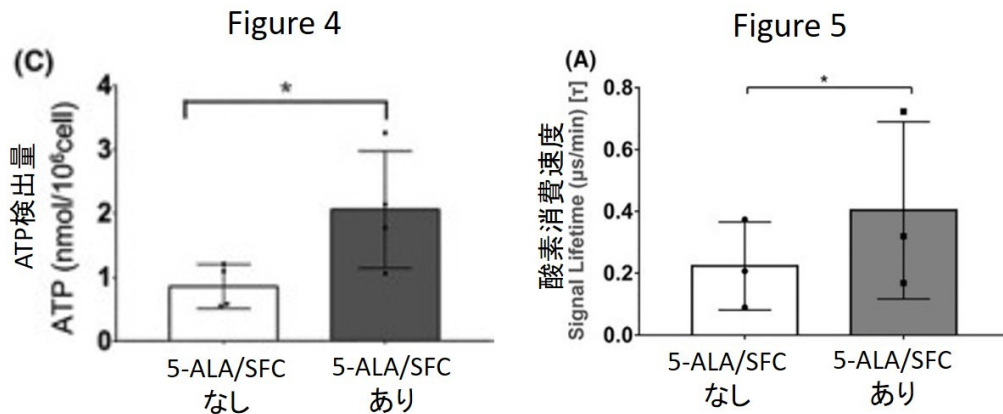 Figure 4
(C)
*
ATP検出量
ATP (nmol/10⁶cell)
4
3
2
1
0
5-ALA/SFC
なし
5-ALA/SFC
あり
Figure 5
(A)
*
酸素消費速度
Signal Lifetime (µs/min) [τ]
0.8
0.6
0.4
0.2
0.0
5-ALA/SFC
なし
5-ALA/SFC
あり